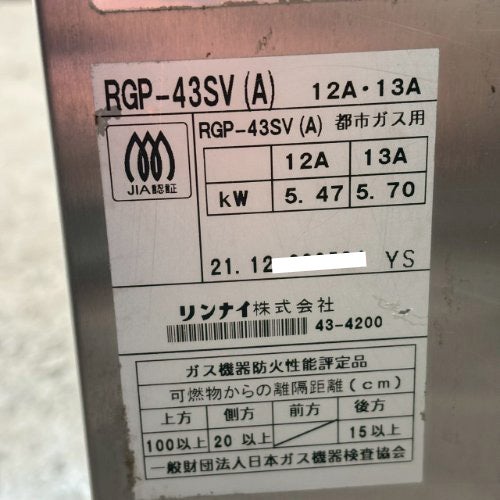 RGP-43SV(A) 12A・13A
JIA認証
RGP-43SV(A) 都市ガス用
12A 13A
kW 5.47 5.70
21.12 YS
リンナイ株式会社
43-4200
ガス機器防火性能評定品
可燃物からの離隔距離(cm)
上方 側方 前方 後方
100以上 20以上 15以上
一般財団法人日本ガス機器検査協会